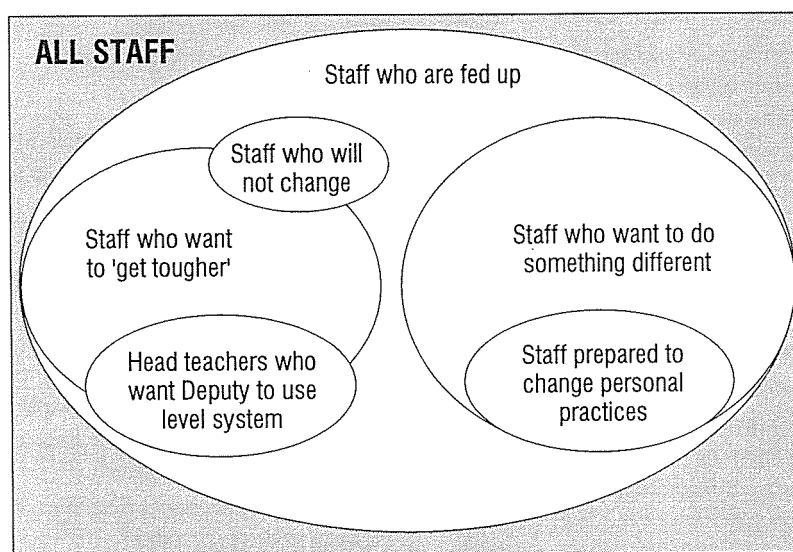 ALL STAFF
Staff who are fed up
Staff who will
not change
Staff who want
to 'get tougher'
Staff who want to do
something different
Head teachers who
want Deputy to use
level system
Staff prepared to
change personal
practices